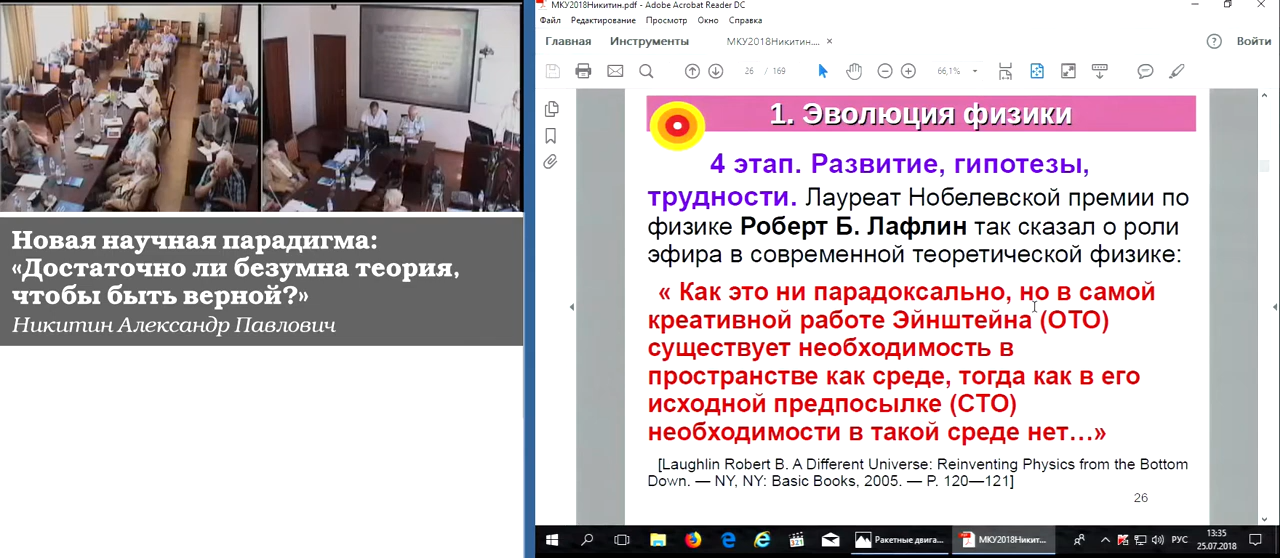 Новая научная парадигма:
«Достаточно ли безумна теория,
чтобы быть верной?»
Никитин Александр Павлович
МКУ2018Никитин.pdf - Adobe Acrobat Reader DC
Файл Редактирование Просмотр Окно Справка
Главная Инструменты МКУ2018Никитин.... ×
Войти
26 / 169
66,1%
1. Эволюция физики
4 этап. Развитие, гипотезы,
трудности. Лауреат Нобелевской премии по
физике Роберт Б. Лафлин так сказал о роли
эфира в современной теоретической физике:
« Как это ни парадоксально, но в самой
креативной работе Эйнштейна (ОТО)
существует необходимость в
пространстве как среде, тогда как в его
исходной предпосылке (СТО)
необходимости в такой среде нет…»
[Laughlin Robert B. A Different Universe: Reinventing Physics from the Bottom
Down. — NY, NY: Basic Books, 2005. — P. 120—121]
26
Ракетные двига...
МКУ2018Никит...
РУС
13:35
25.07.2018